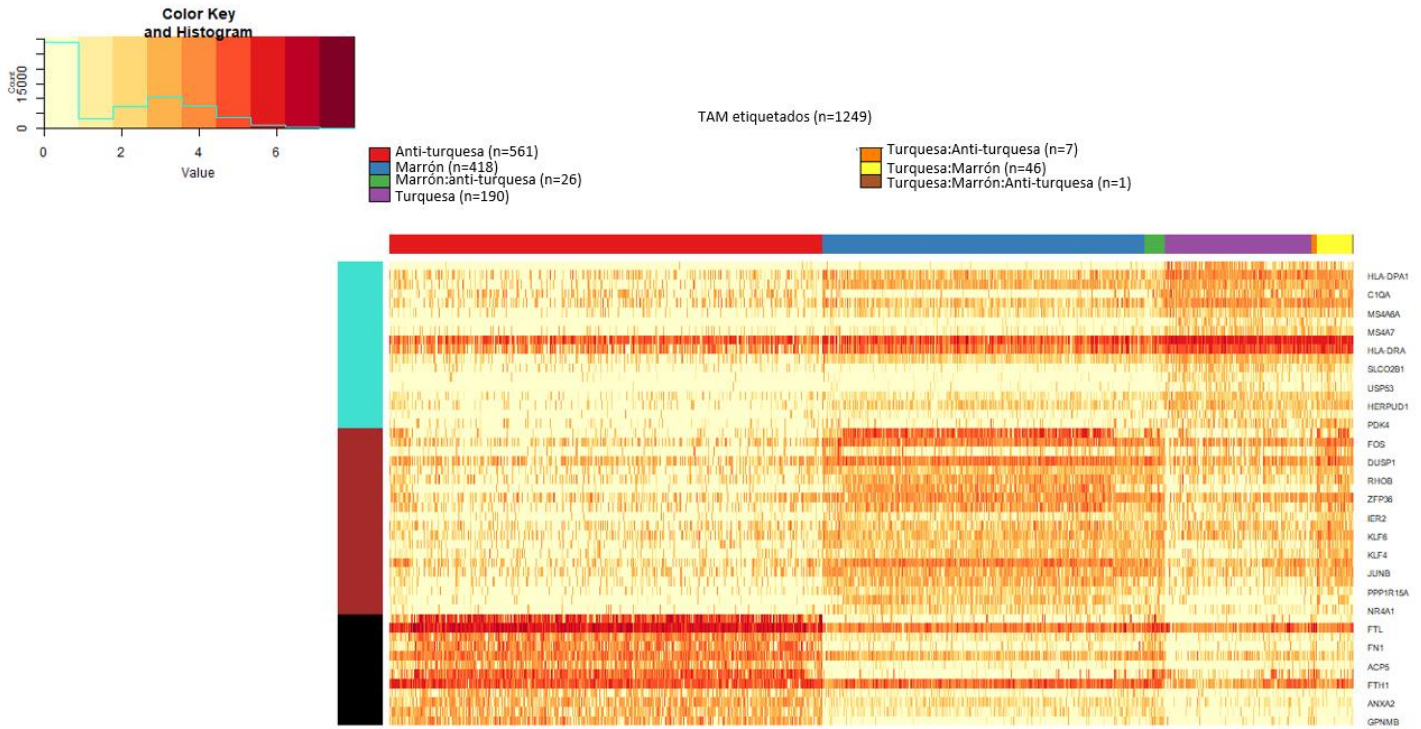 Color Key
and Histogram
Count
0
15000
0
2
4
6
Value
TAM etiquetados (n=1249)
Anti-turquesa (n=561)
Marrón (n=418)
Marrón:anti-turquesa (n=26)
Turquesa (n=190)
Turquesa:Anti-turquesa (n=7)
Turquesa:Marrón (n=46)
Turquesa:Marrón:Anti-turquesa (n=1)
HLA-DPA1
C1QA
MS4A6A
MS4A7
HLA-DRA
SLCO2B1
USP53
HERPUD1
PDK4
FOS
DUSP1
RHOB
ZFP36
IER2
KLF6
KLF4
JUNB
PPP1R15A
NR4A1
FTL
FN1
ACP5
FTH1
ANXA2
GPNMB